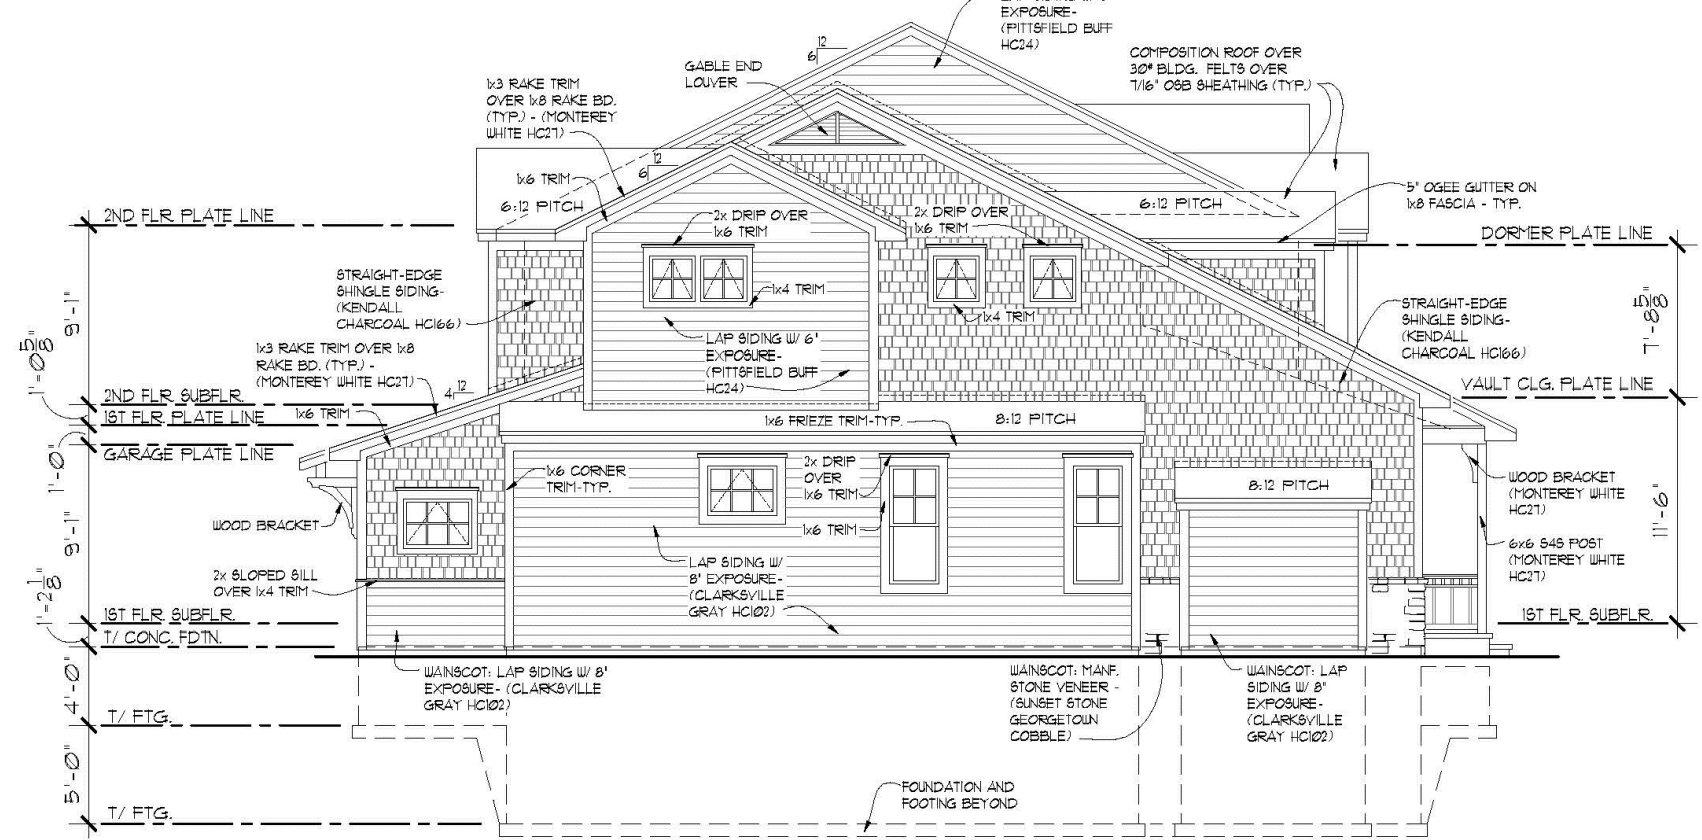 EXPOSURE-
(PITTSFIELD BUFF
HC24)
12
6
GABLE END
LOUVER
COMPOSITION ROOF OVER
30# BLDG. FELTS OVER
7/16" OSB SHEATHING (TYP.)
1x3 RAKE TRIM
OVER 1x8 RAKE BD.
(TYP.) - (MONTEREY
WHITE HC27)
12
6
1x6 TRIM
6:12 PITCH
6:12 PITCH
5" OGEE GUTTER ON
1x8 FASCIA - TYP.
2ND FLR PLATE LINE
2x DRIP OVER
1x6 TRIM
2x DRIP OVER
1x6 TRIM
DORMER PLATE LINE
STRAIGHT-EDGE
SHINGLE SIDING-
(KENDALL
CHARCOAL HC166)
1x4 TRIM
1x4 TRIM
STRAIGHT-EDGE
SHINGLE SIDING-
(KENDALL
CHARCOAL HC166)
9'-1"
7'-8 5/8"
1'-0 5/8"
1x3 RAKE TRIM OVER 1x8
RAKE BD. (TYP.) -
(MONTEREY WHITE HC27)
LAP SIDING W/ 6"
EXPOSURE-
(PITTSFIELD BUFF
HC24)
12
4
VAULT CLG. PLATE LINE
2ND FLR SUBFLR.
1ST FLR. PLATE LINE
1x6 TRIM
1x6 FRIEZE TRIM-TYP.
8:12 PITCH
GARAGE PLATE LINE
1'-0"
1x6 CORNER
TRIM-TYP.
2x DRIP
OVER
1x6 TRIM
8:12 PITCH
WOOD BRACKET
(MONTEREY WHITE
HC27)
WOOD BRACKET
1x6 TRIM
11'-6"
9'-1"
6x6 S4S POST
(MONTEREY WHITE
HC27)
LAP SIDING W/
8" EXPOSURE-
(CLARKSVILLE
GRAY HC102)
2x SLOPED SILL
OVER 1x4 TRIM
1'-2 1/8"
1ST FLR. SUBFLR.
1ST FLR. SUBFLR.
T/ CONC. FDTN.
WAINSCOT: LAP SIDING W/ 8"
EXPOSURE- (CLARKSVILLE
GRAY HC102)
WAINSCOT: MANF.
STONE VENEER -
(SUNSET STONE
GEORGETOWN
COBBLE)
WAINSCOT: LAP
SIDING W/ 8"
EXPOSURE-
(CLARKSVILLE
GRAY HC102)
4'-0"
T/ FTG.
5'-0"
FOUNDATION AND
FOOTING BEYOND
T/ FTG.